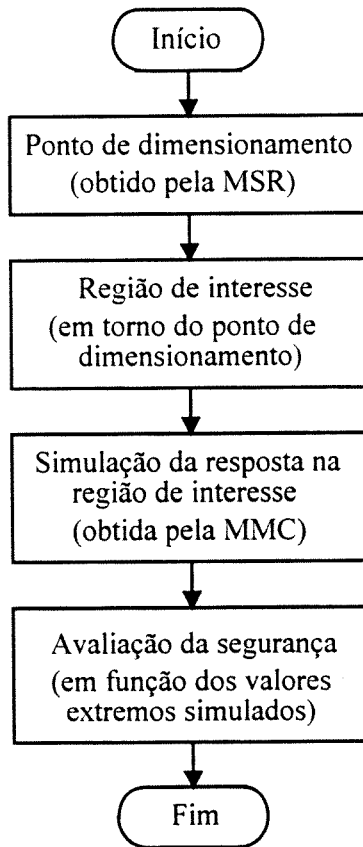 Início
Ponto de dimensionamento
(obtido pela MSR)
Região de interesse
(em torno do ponto de
dimensionamento)
Simulação da resposta na
região de interesse
(obtida pela MMC)
Avaliação da segurança
(em função dos valores
extremos simulados)
Fim